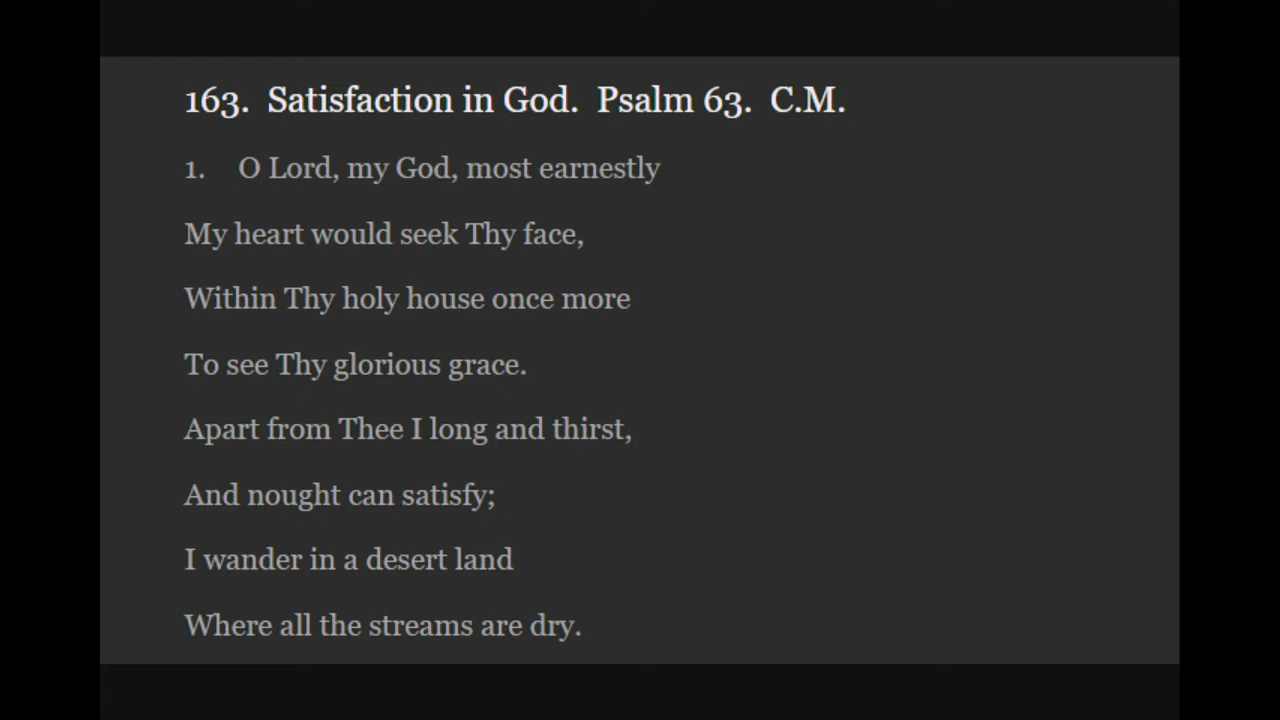 163. Satisfaction in God. Psalm 63. C.M.
1. O Lord, my God, most earnestly
My heart would seek Thy face,
Within Thy holy house once more
To see Thy glorious grace.
Apart from Thee I long and thirst,
And nought can satisfy;
I wander in a desert land
Where all the streams are dry.